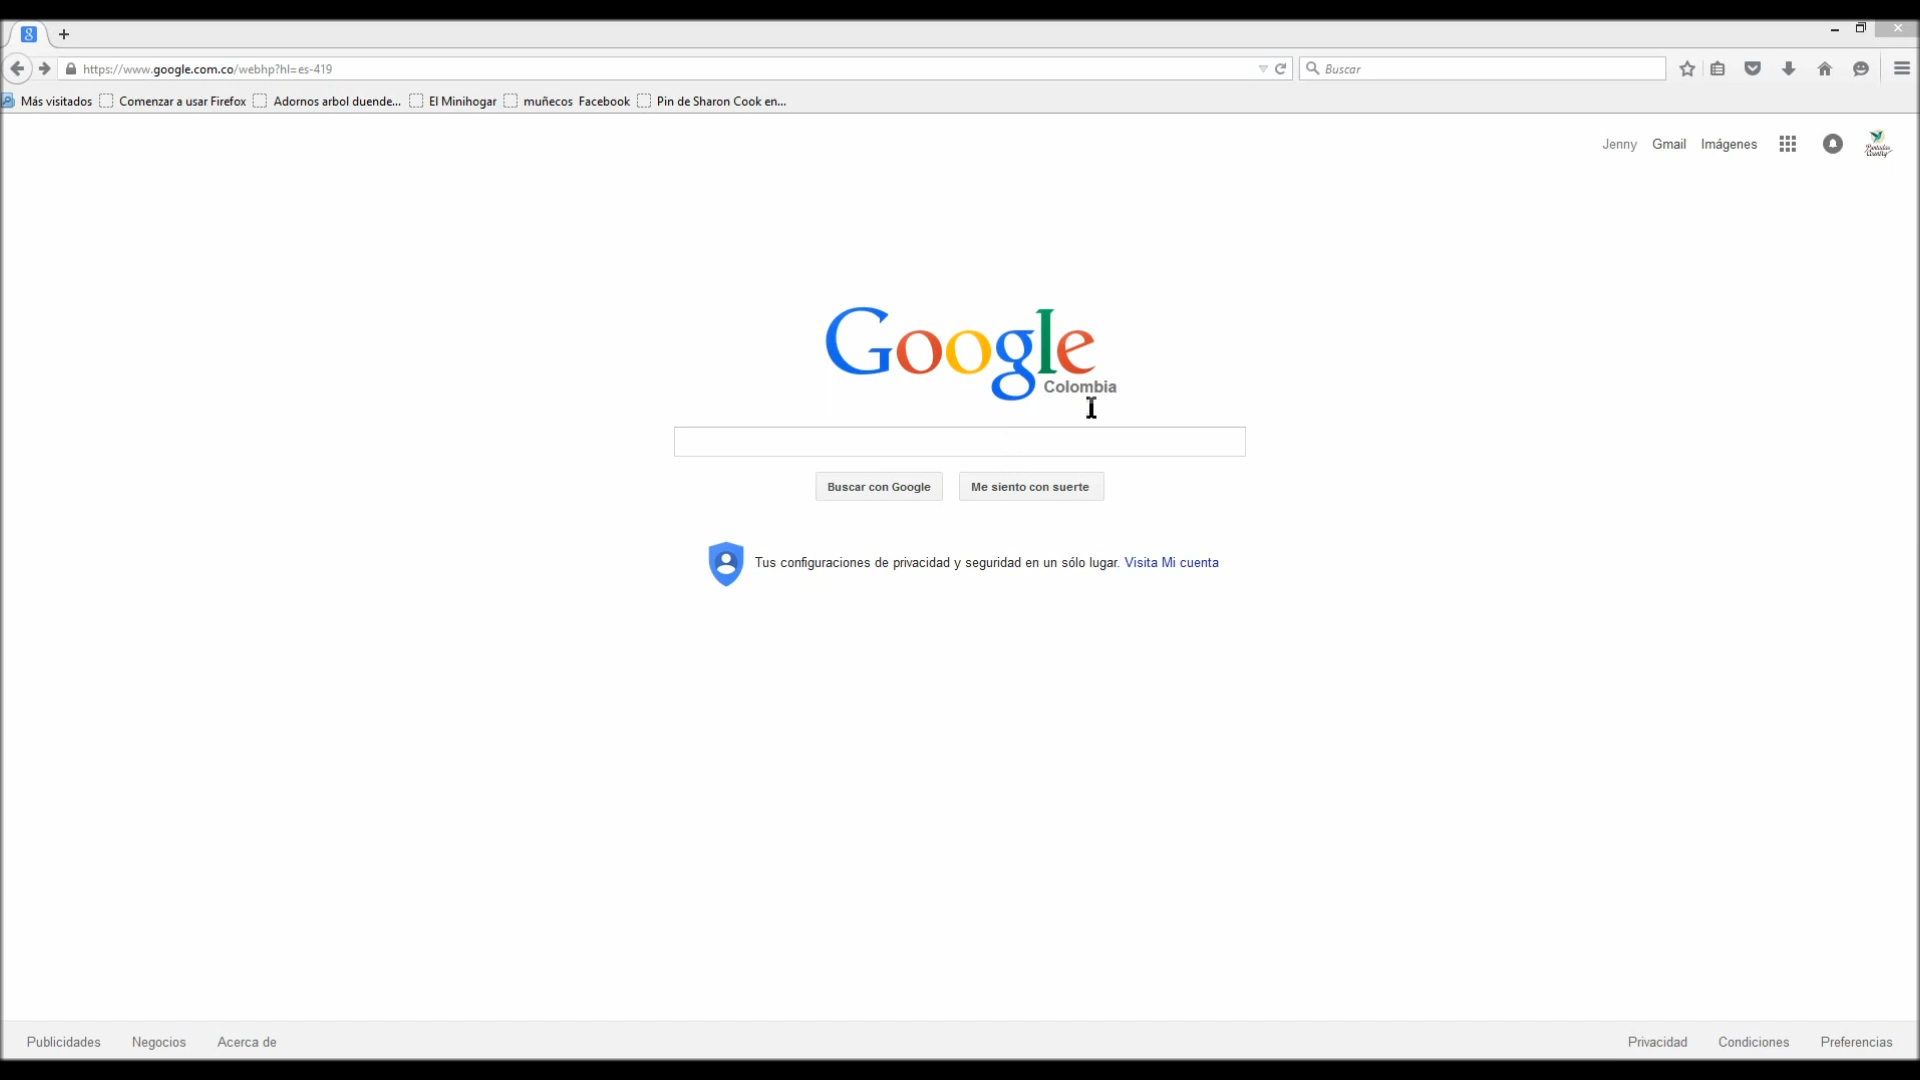 8 +
https://www.google.com.co/webhp?hl=es-419 Buscar
Más visitados Comenzar a usar Firefox Adornos arbol duende... El Minihogar muñecos Facebook Pin de Sharon Cook en...
Jenny Gmail Imágenes
Puntadas
Country
Google
Colombia
Buscar con Google Me siento con suerte
Tus configuraciones de privacidad y seguridad en un sólo lugar. Visita Mi cuenta
Publicidades Negocios Acerca de Privacidad Condiciones Preferencias